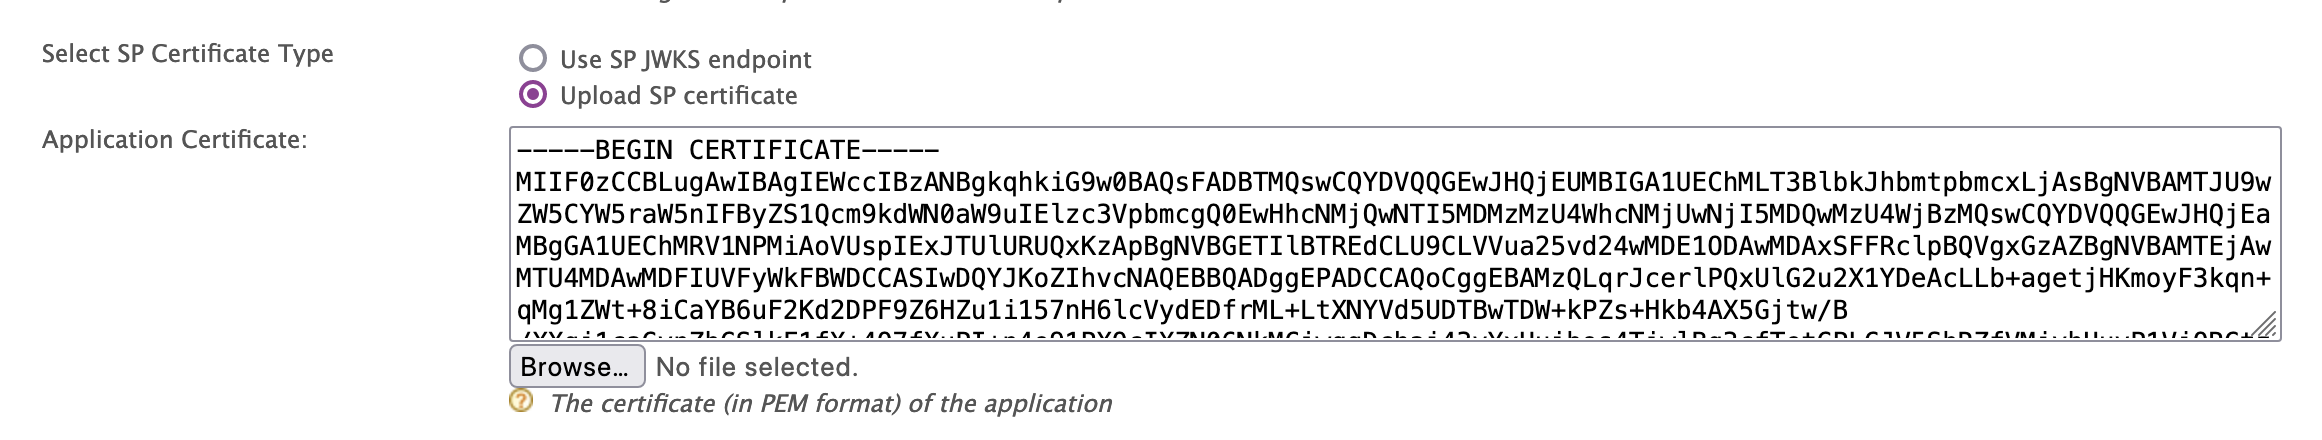 Select SP Certificate Type
Use SP JWKS endpoint
Upload SP certificate
Application Certificate:
-----BEGIN CERTIFICATE-----
MIIF0zCCBLugAwIBAgIEWccIBzANBgkqhkiG9w0BAQsFADBTMQswCQYDVQQGEwJHQjEUMBIGA1UEChMLT3BlbkJhbmtpbmcxLjAsBgNVBAMTJU9w
ZW5CYW5raW5nIFByZS1Qcm9kdWN0aW9uIElzc3VpbmcgQ0EwHhcNMjQwNTI5MDMzMzU4WhcNMjUwNjI5MDQwMzU4WjBzMQswCQYDVQQGEwJHQjEa
MBgGA1UEChMRV1NPMiAoVUspIExJTUlURUQxKzApBgNVBGETIlBTREdCLU9CLVVua25vd24wMDE1ODAwMDAxSFFRclpBQVgxGzAZBgNVBAMTEjAw
MTU4MDAwMDFIUVFyWkFBWDCCASIwDQYJKoZIhvcNAQEBBQADggEPADCCAQoCggEBAMzQLqrJcerlPQxUlG2u2X1YDeAcLLb+agetjHKmoyF3kqn+
qMg1ZWt+8iCaYB6uF2Kd2DPF9Z6HZu1i157nH6lcVydEDfrML+LtXNYVd5UDTBwTDW+kPZs+Hkb4AX5Gjtw/B
Browse...
No file selected.
The certificate (in PEM format) of the application